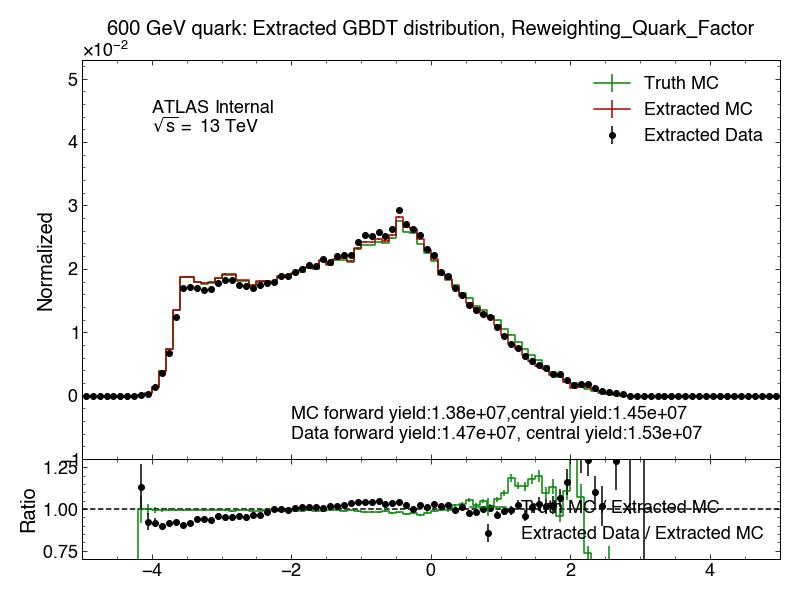 600 GeV quark: Extracted GBDT distribution, Reweighting_Quark_Factor
×10⁻²
5
4
3
2
1
0
1
Normalized
ATLAS Internal
√s = 13 TeV
Truth MC
Extracted MC
Extracted Data
MC forward yield:1.38e+07,central yield:1.45e+07
Data forward yield:1.47e+07, central yield:1.53e+07
1.25
1.00
0.75
Ratio
Truth MC / Extracted MC
Extracted Data / Extracted MC
−4
−2
0
2
4